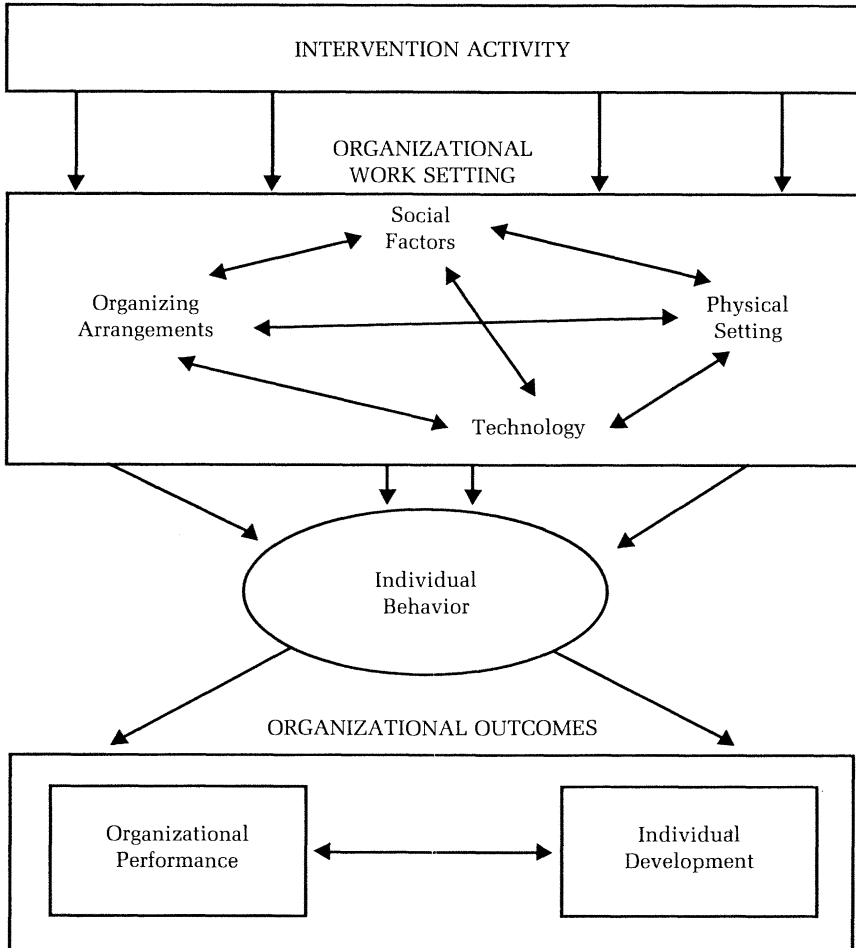 INTERVENTION ACTIVITY
ORGANIZATIONAL
WORK SETTING
Social
Factors
Organizing
Arrangements
Physical
Setting
Technology
Individual
Behavior
ORGANIZATIONAL OUTCOMES
Organizational
Performance
Individual
Development